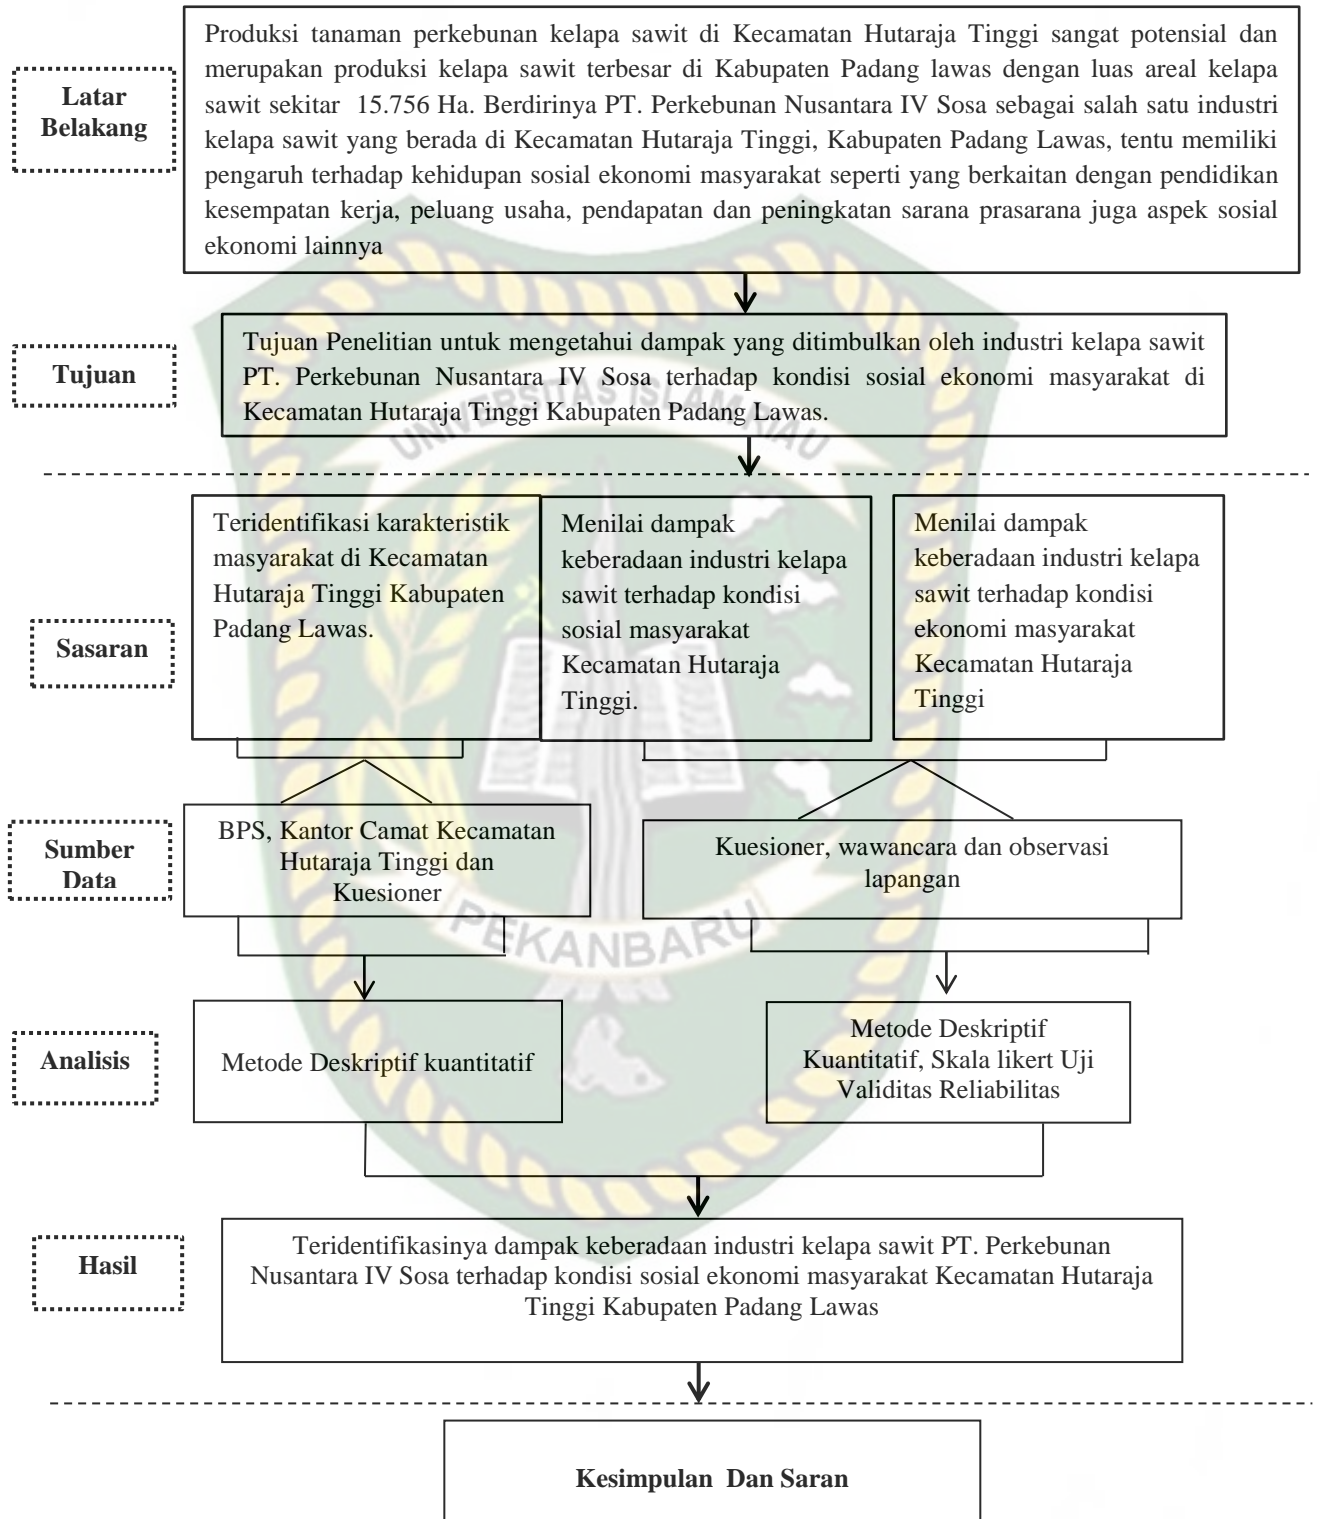 Latar
Belakang
Produksi tanaman perkebunan kelapa sawit di Kecamatan Hutaraja Tinggi sangat potensial dan
merupakan produksi kelapa sawit terbesar di Kabupaten Padang lawas dengan luas areal kelapa
sawit sekitar 15.756 Ha. Berdirinya PT. Perkebunan Nusantara IV Sosa sebagai salah satu industri
kelapa sawit yang berada di Kecamatan Hutaraja Tinggi, Kabupaten Padang Lawas, tentu memiliki
pengaruh terhadap kehidupan sosial ekonomi masyarakat seperti yang berkaitan dengan pendidikan
kesempatan kerja, peluang usaha, pendapatan dan peningkatan sarana prasarana juga aspek sosial
ekonomi lainnya
Tujuan
Tujuan Penelitian untuk mengetahui dampak yang ditimbulkan oleh industri kelapa sawit
PT. Perkebunan Nusantara IV Sosa terhadap kondisi sosial ekonomi masyarakat di
Kecamatan Hutaraja Tinggi Kabupaten Padang Lawas.
UNIVERSITAS ISLAM RIAU
Sasaran
Teridentifikasi karakteristik
masyarakat di Kecamatan
Hutaraja Tinggi Kabupaten
Padang Lawas.
Menilai dampak
keberadaan industri kelapa
sawit terhadap kondisi
sosial masyarakat
Kecamatan Hutaraja
Tinggi.
Menilai dampak
keberadaan industri kelapa
sawit terhadap kondisi
ekonomi masyarakat
Kecamatan Hutaraja
Tinggi
Sumber
Data
BPS, Kantor Camat Kecamatan
Hutaraja Tinggi dan
Kuesioner
Kuesioner, wawancara dan observasi
lapangan
PEKANBARU
Analisis
Metode Deskriptif kuantitatif
Metode Deskriptif
Kuantitatif, Skala likert Uji
Validitas Reliabilitas
Hasil
Teridentifikasinya dampak keberadaan industri kelapa sawit PT. Perkebunan
Nusantara IV Sosa terhadap kondisi sosial ekonomi masyarakat Kecamatan Hutaraja
Tinggi Kabupaten Padang Lawas
Kesimpulan Dan Saran